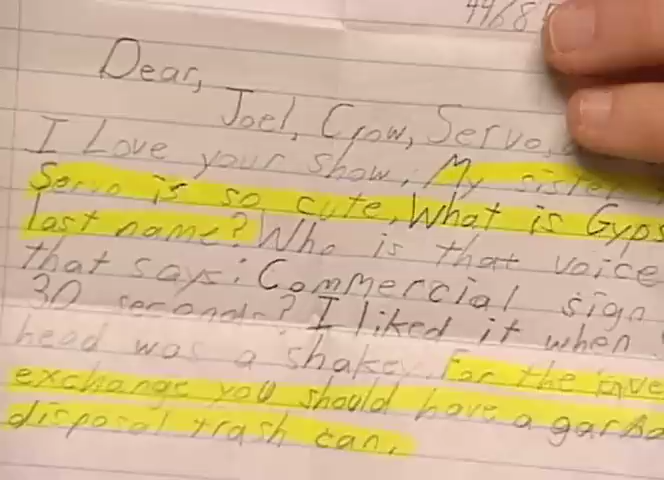 4468
Dear,
Joel, Crow, Servo,
I Love your show. My sister
Servo is so cute. What is Gyps
last name? Who is that voice
that says: Commercial sign
30 seconds? I liked it when
head was a shakey. For the inve
exchange you should have a garba
disposal trash can.